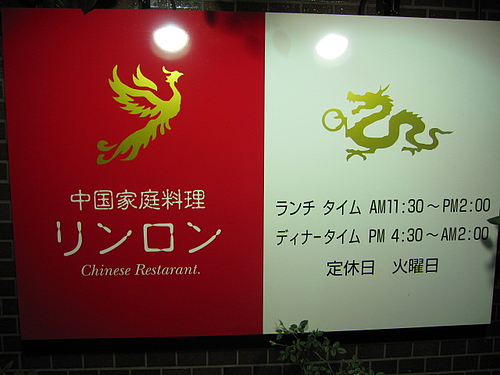 中国家庭料理
リンロン
Chinese Restarant.
ランチ タイム AM11:30～PM2:00
ディナータイム PM 4:30～AM2:00
定休日 火曜日